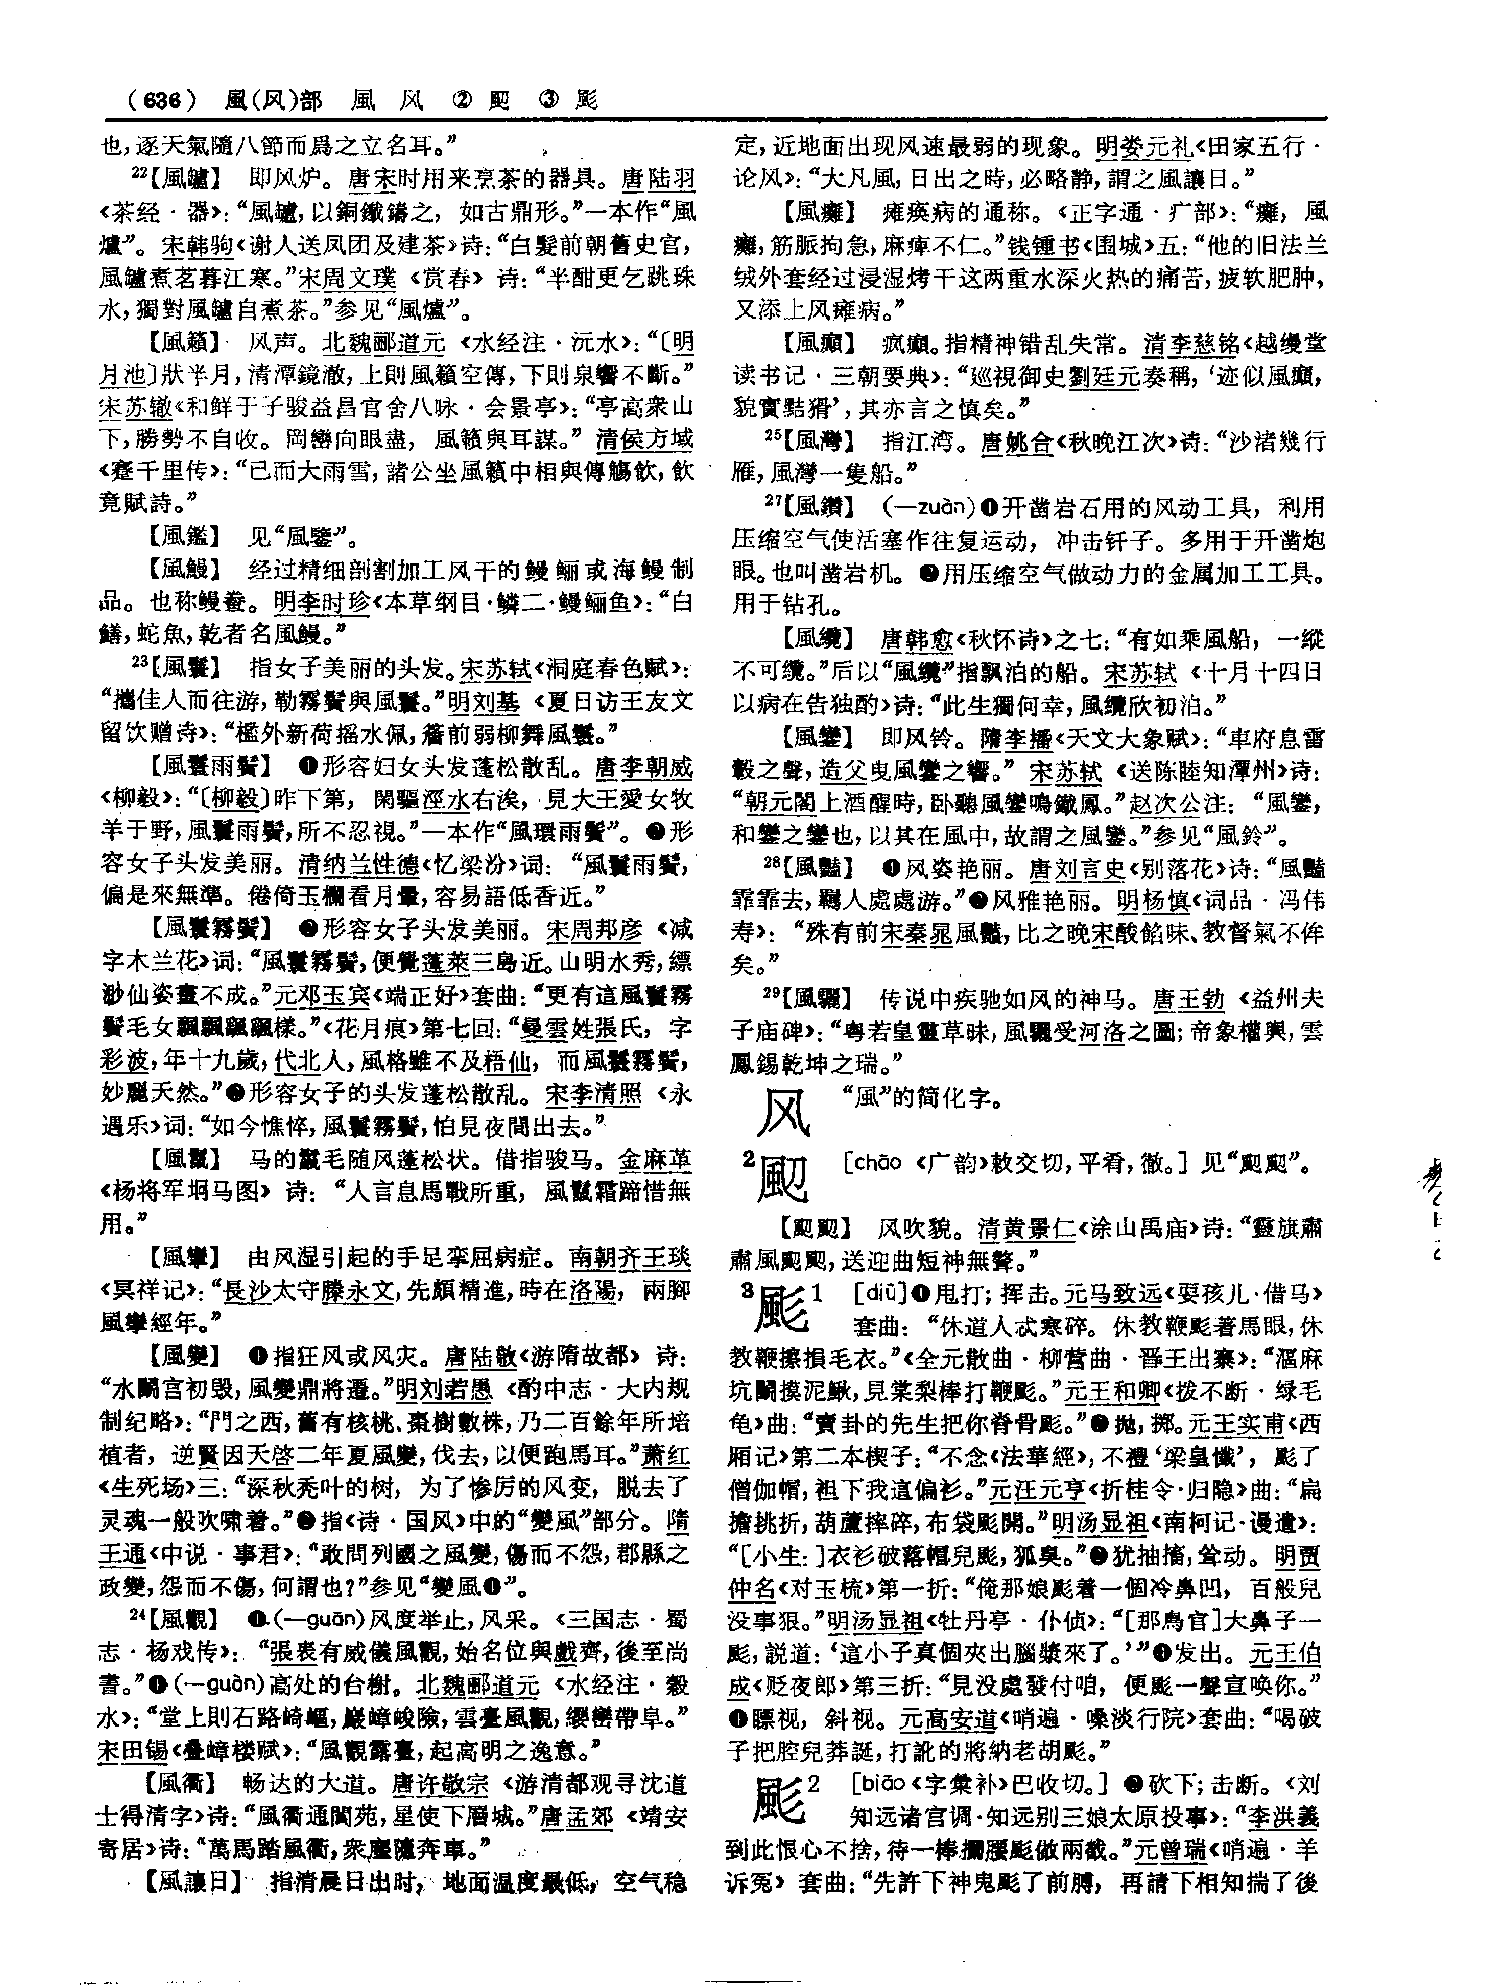 （636） 風(风)部 風 风 ② 䬰 ③ 彪
也，逐天氣隨八節而爲之立名耳。”
22【風罏】 即风炉。唐宋时用来烹茶的器具。唐陆羽
《茶经·器》：“風罏，以銅鐵鑄之，如古鼎形。”一本作“風
爐”。宋韩驹《谢人送凤团及建茶》诗：“白髮前朝舊史官，
風罏煮茗暮江寒。”宋周文璞《赏春》诗：“半酣更乞跳珠
水，獨對風罏自煮茶。”参见“風爐”。
【風籟】 风声。北魏郦道元《水经注·沅水》：“〔明
月池〕狀半月，清潭鏡澈，上則風籟空傳，下則泉響不斷。”
宋苏辙《和鲜于子骏益昌官舍八咏·会景亭》：“亭高衆山
下，勝勢不自收。岡巒向眼盡，風籟與耳謀。”清侯方域
《蹇千里传》：“已而大雨雪，諸公坐風籟中相與傳觴飲，飲
竟賦詩。”
【風鑑】 见“風鑒”。
【風鰻】 经过精细剖割加工风干的鳗鲡或海鳗制
品。也称鳗鲞。明李时珍《本草纲目·鳞二·鳗鲡鱼》：“白
鱔，蛇魚，乾者名風鰻。”
23【風鬟】 指女子美丽的头发。宋苏轼《洞庭春色赋》：
“攜佳人而往游，勒霧鬢與風鬟。”明刘基《夏日访王友文
留饮赠诗》：“檻外新荷摇水佩，簷前弱柳舞風鬟。”
【風鬟雨鬢】 ❶形容妇女头发蓬松散乱。唐李朝威
《柳毅》：“〔柳毅〕昨下第，閑驅涇水右涘，見大王愛女牧
羊于野，風鬟雨鬢，所不忍視。”一本作“風環雨鬢”。❷形
容女子头发美丽。清纳兰性德《忆梁汾》词：“風鬟雨鬢，
偏是來無準。倦倚玉欄看月暈，容易語低香近。”
【風鬟霧鬢】 ❶形容女子头发美丽。宋周邦彦《减
字木兰花》词：“風鬟霧鬢，便覺蓬萊三島近。山明水秀，縹
緲仙姿畫不成。”元邓玉宾《端正好》套曲：“更有這風鬟霧
鬢毛女飄飄飆飆樣。”《花月痕》第七回：“曼雲姓張氏，字
彩波，年十九歲，代北人，風格雖不及梧仙，而風鬟霧鬢，
妙麗天然。”❷形容女子的头发蓬松散乱。宋李清照《永
遇乐》词：“如今憔悴，風鬟霧鬢，怕見夜間出去。”
【風鬣】 马的鬣毛随风蓬松状。借指骏马。金麻革
《杨将军垌马图》诗：“人言息馬戰所重，風鬣霜蹄惜無
用。”
【風攣】 由风湿引起的手足挛屈病症。南朝齐王琰
《冥祥记》：“長沙太守滕永文，先頗精進，時在洛陽，兩腳
風攣經年。”
【風變】 ❶指狂风或风灾。唐陆敬《游隋故都》诗：
“水鬬宫初毁，風變鼎將遷。”明刘若愚《酌中志·大内规
制纪略》：“門之西，舊有核桃、棗樹數株，乃二百餘年所培
植者，逆賢因天啓二年夏風變，伐去，以便跑馬耳。”萧红
《生死场》三：“深秋秃叶的树，为了惨厉的风变，脱去了
灵魂一般吹啸着。”❷指《诗·国风》中的“變風”部分。隋
王通《中说·事君》：“敢問列國之風變，傷而不怨，郡縣之
政變，怨而不傷，何謂也？”参见“變風❶”。
24【風觀】 ❶(—guān)风度举止，风采。《三国志·蜀
志·杨戏传》：“張表有威儀風觀，始名位與戲齊，後至尚
書。”❷(—guàn)高处的台榭。北魏郦道元《水经注·穀
水》：“堂上則石路崎嶇，巖嶂峻險，雲臺風觀，纓巒帶阜。”
宋田锡《叠嶂楼赋》：“風觀露臺，起高明之逸意。”
【風衢】 畅达的大道。唐许敬宗《游清都观寻沈道
士得清字》诗：“風衢通閬苑，星使下層城。”唐孟郊《靖安
寄居》诗：“萬馬踏風衢，衆塵隨奔車。”
【風讓日】 指清晨日出时，地面温度最低，空气稳
定，近地面出现风速最弱的现象。明娄元礼《田家五行·
论风》：“大凡風，日出之時，必略静，謂之風讓日。”
【風癱】 瘫痪病的通称。《正字通·疒部》：“癱，風
癱，筋脈拘急，麻痺不仁。”钱锺书《围城》五：“他的旧法兰
绒外套经过浸湿烤干这两重水深火热的痛苦，疲软肥肿，
又添上风瘫病。”
【風癲】 疯癲。指精神错乱失常。清李慈铭《越缦堂
读书记·三朝要典》：“巡視御史劉廷元奏稱，‘迹似風癲，
貌實黠猾’，其亦言之慎矣。”
25【風灣】 指江湾。唐姚合《秋晚江次》诗：“沙渚幾行
雁，風灣一隻船。”
27【風鑽】 (—zuàn)❶开凿岩石用的风动工具，利用
压缩空气使活塞作往复运动，冲击钎子。多用于开凿炮
眼。也叫凿岩机。❷用压缩空气做动力的金属加工工具。
用于钻孔。
【風纜】 唐韩愈《秋怀诗》之七：“有如乘風船，一縱
不可纜。”后以“風纜”指飘泊的船。宋苏轼《十月十四日
以病在告独酌》诗：“此生獨何幸，風纜欣初泊。”
【風鑾】 即风铃。隋李播《天文大象赋》：“車府息雷
轂之聲，造父曳風鑾之響。”宋苏轼《送陈睦知潭州》诗：
“朝元閣上酒醒時，卧聽風鑾鳴鐵鳳。”赵次公注：“風鑾，
和鑾之鑾也，以其在風中，故謂之風鑾。”参见“風鈴”。
28【風豔】 ❶风姿艳丽。唐刘言史《别落花》诗：“風豔
霏霏去，羈人處處游。”❷风雅艳丽。明杨慎《词品·冯伟
寿》：“殊有前宋秦晁風豔，比之晚宋酸餡味、教督氣不侔
矣。”
29【風驪】 传说中疾驰如风的神马。唐王勃《益州夫
子庙碑》：“粤若皇靈草昧，風驪受河洛之圖；帝象權輿，雲
鳳錫乾坤之瑞。”
风 “風”的简化字。
2䬰 [chāo《广韵》敕交切，平肴，徹。] 见“䬰䬰”。
【䬰䬰】 风吹貌。清黄景仁《涂山禹庙》诗：“靈旗肅
肅風䬰䬰，送迎曲短神無聲。”
3彪1 [diū]❶甩打；挥击。元马致远《耍孩儿·借马》
套曲：“休道人忒寒碎。休教鞭彪著馬眼，休
教鞭擦損毛衣。”《全元散曲·柳营曲·晋王出寨》：“漚麻
坑鬬摸泥鰍，見棠梨棒打鞭彪。”元王和卿《拨不断·绿毛
龟》曲：“賣卦的先生把你脊骨彪。”❷抛，掷。元王实甫《西
厢记》第二本楔子：“不念《法華經》，不禮‘梁皇懺’，彪了
僧伽帽，袒下我這偏衫。”元汪元亨《折桂令·归隐》曲：“扁
擔挑折，葫蘆摔碎，布袋彪開。”明汤显祖《南柯记·漫遣》：
“[小生：]衣衫破落帽兒彪，狐臭。”❸犹抽搐，耸动。明贾
仲名《对玉梳》第一折：“俺那娘彪着一個冷鼻凹，百般兒
没事狠。”明汤显祖《牡丹亭·仆侦》：“[那鳥官]大鼻子一
彪，説道：‘這小子真個夾出腦漿來了。’”❹发出。元王伯
成《贬夜郎》第三折：“見没處發付咱，便彪一聲宣唤你。”
❺瞟视，斜视。元高安道《哨遍·嗓淡行院》套曲：“喝破
子把腔兒莽誕，打訛的將納老胡彪。”
彪2 [biāo《字彙补》巴收切。] ❶砍下；击断。《刘
知远诸宫调·知远别三娘太原投事》：“李洪義
到此恨心不捨，待一棒攔腰彪做兩截。”元曾瑞《哨遍·羊
诉冤》套曲：“先許下神鬼彪了前膊，再請下相知揣了後